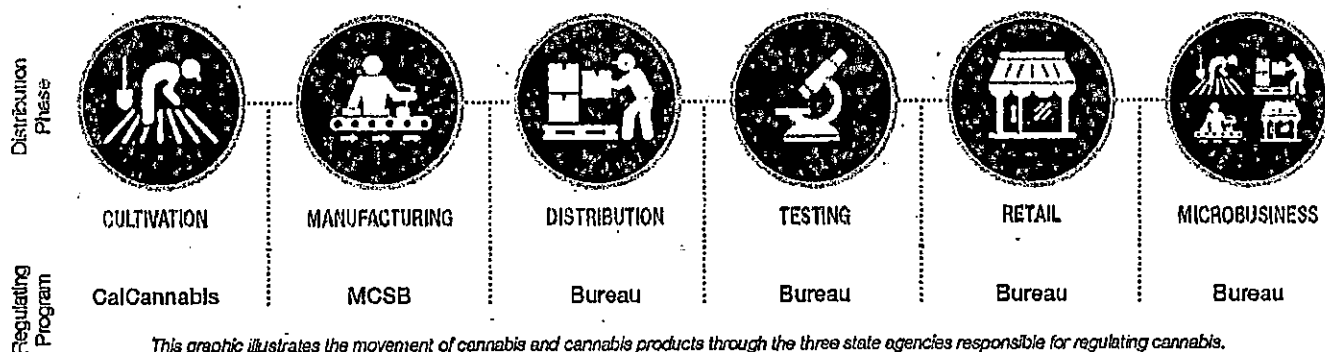 Distribution
Phase
CULTIVATION
MANUFACTURING
DISTRIBUTION
TESTING
RETAIL
MICROBUSINESS
Regulating
Program
CalCannabis
MCSB
Bureau
Bureau
Bureau
Bureau
This graphic illustrates the movement of cannabis and cannabis products through the three state agencies responsible for regulating cannabis.